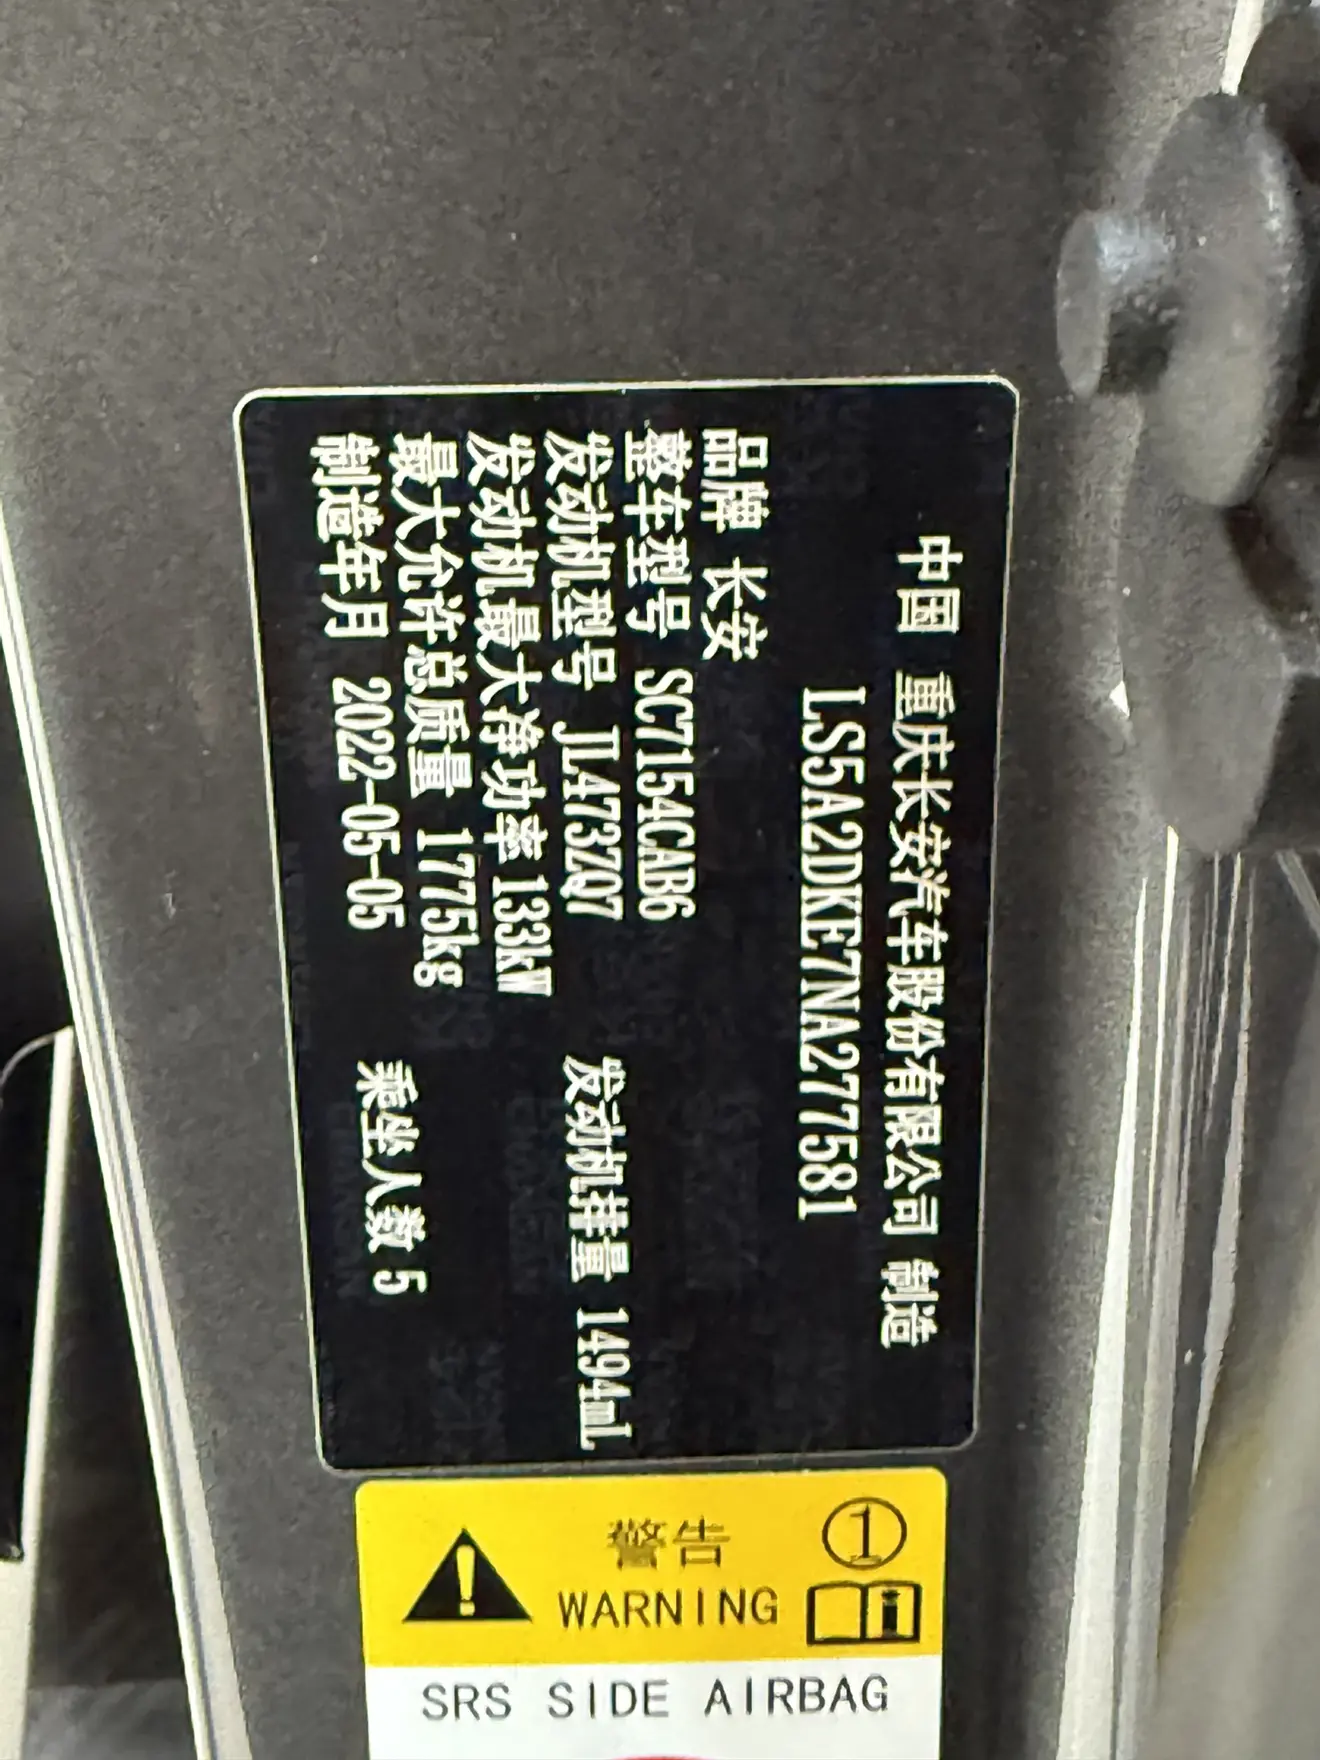 中国 重庆长安汽车股份有限公司 制造
LS5A2DKE7NA277581
品牌 长安
整车型号 SC7154CAB6
发动机型号 JL473ZQ7 发动机排量 1494mL
发动机最大净功率 133kW
最大允许总质量 1775kg
制造年月 2022-05-05 乘坐人数 5
警告 ①
WARNING
SRS SIDE AIRBAG